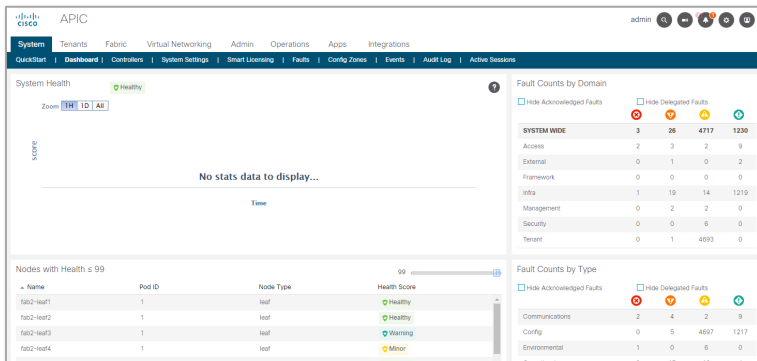 CISCO APIC admin
System Tenants Fabric Virtual Networking Admin Operations Apps Integrations
QuickStart | Dashboard | Controllers | System Settings | Smart Licensing | Faults | Config Zones | Events | Audit Log | Active Sessions
System Health Healthy ?
Zoom 1H 1D All
score
No stats data to display...
Time
Nodes with Health ≤ 99 99
Name Pod ID Node Type Health Score
fab2-leaf1 1 leaf Healthy
fab2-leaf2 1 leaf Healthy
fab2-leaf3 1 leaf Warning
fab2-leaf4 1 leaf Minor
Fault Counts by Domain
Hide Acknowledged Faults Hide Delegated Faults
SYSTEM WIDE 3 26 4717 1230
Access 2 3 2 9
External 0 1 0 2
Framework 0 0 0 0
Infra 1 19 14 1219
Management 0 2 2 0
Security 0 0 6 0
Tenant 0 1 4693 0
Fault Counts by Type
Hide Acknowledged Faults Hide Delegated Faults
Communications 2 4 2 9
Config 0 5 4697 1217
Environmental 1 0 6 0